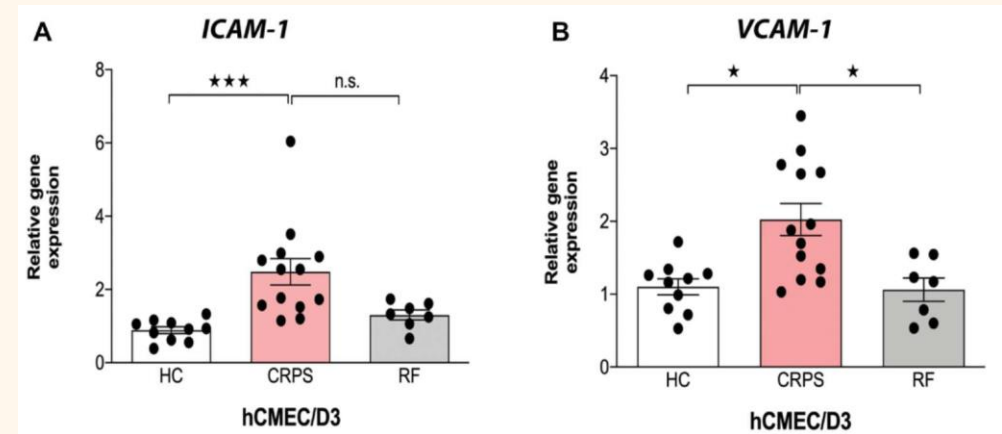 A
ICAM-1
Relative gene
expression
8
6
4
2
0
★★★
n.s.
HC
CRPS
RF
hCMEC/D3
B
VCAM-1
Relative gene
expression
4
3
2
1
0
★
★
HC
CRPS
RF
hCMEC/D3